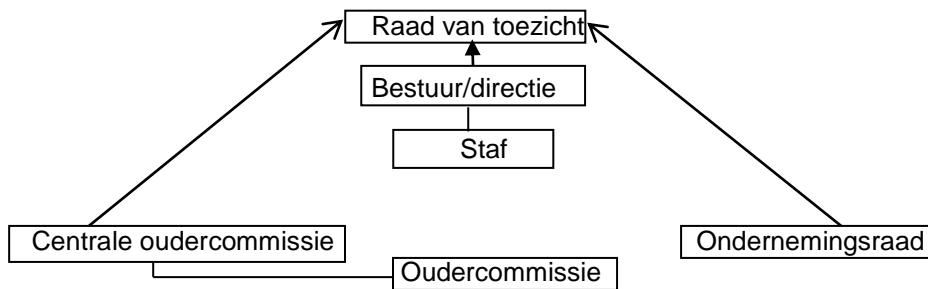 Raad van toezicht
Bestuur/directie
Staf
Centrale oudercommissie
Ondernemingsraad
Oudercommissie